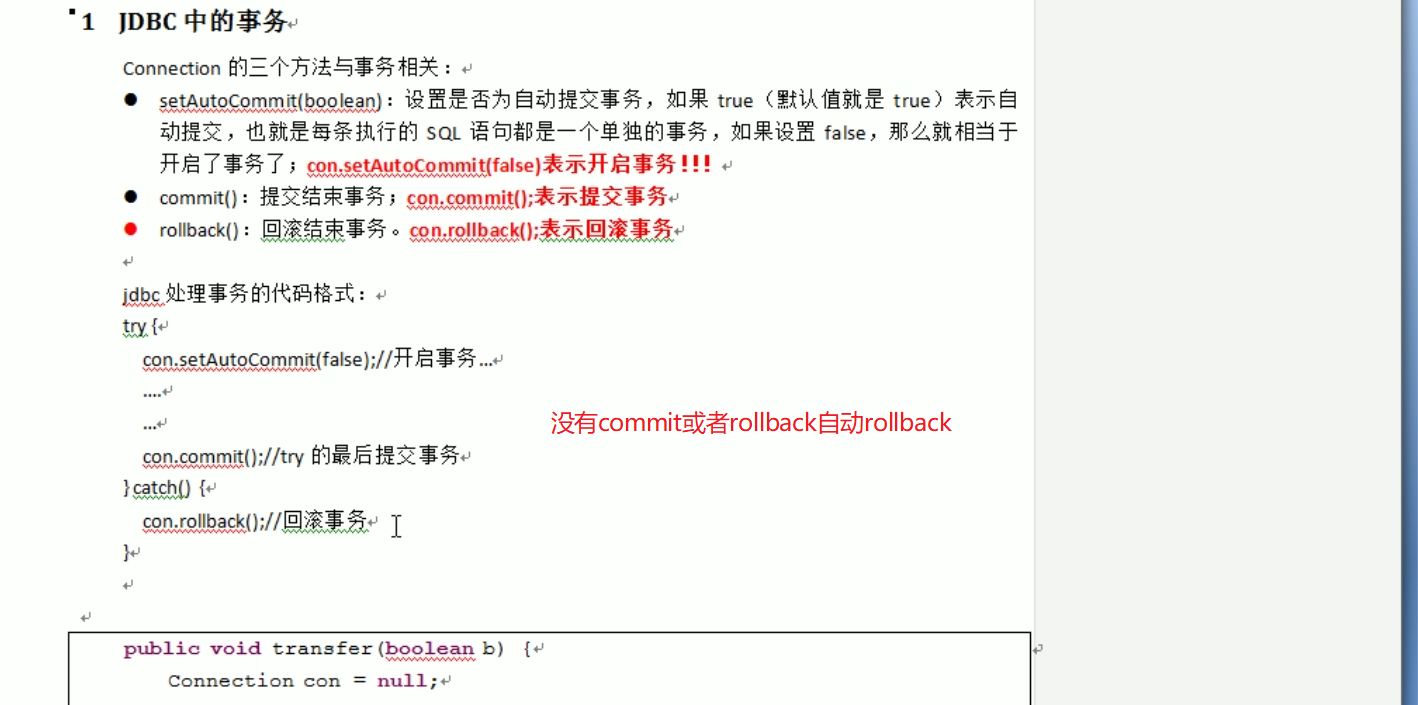 1 JDBC 中的事务
Connection 的三个方法与事务相关：
setAutoCommit(boolean)：设置是否为自动提交事务，如果 true（默认值就是 true）表示自
动提交，也就是每条执行的 SQL 语句都是一个单独的事务，如果设置 false，那么就相当于
开启了事务了；con.setAutoCommit(false)表示开启事务!!!
commit()：提交结束事务；con.commit();表示提交事务
rollback()：回滚结束事务。con.rollback();表示回滚事务
jdbc 处理事务的代码格式：
try {
con.setAutoCommit(false);//开启事务...
....
...
没有commit或者rollback自动rollback
con.commit();//try 的最后提交事务
} catch() {
con.rollback();//回滚事务
}
public void transfer(boolean b) {
Connection con = null;